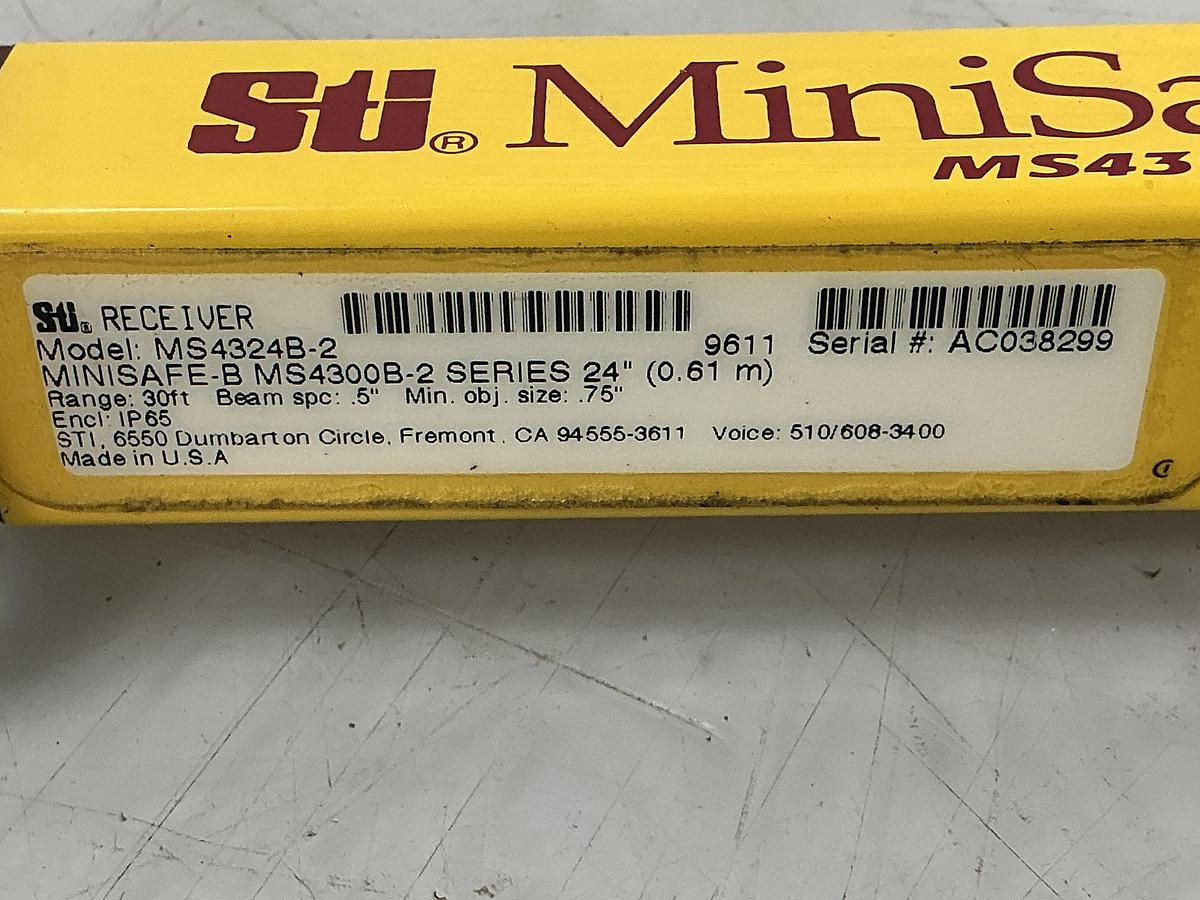 Sti® MiniSa
MS43
Sti® RECEIVER
Model: MS4324B-2 9611 Serial #: AC038299
MINISAFE-B MS4300B-2 SERIES 24" (0.61 m)
Range: 30ft Beam spc: .5" Min. obj. size: .75"
Encl: IP65
STI, 6550 Dumbarton Circle, Fremont, CA 94555-3611 Voice: 510/608-3400
Made in U.S.A